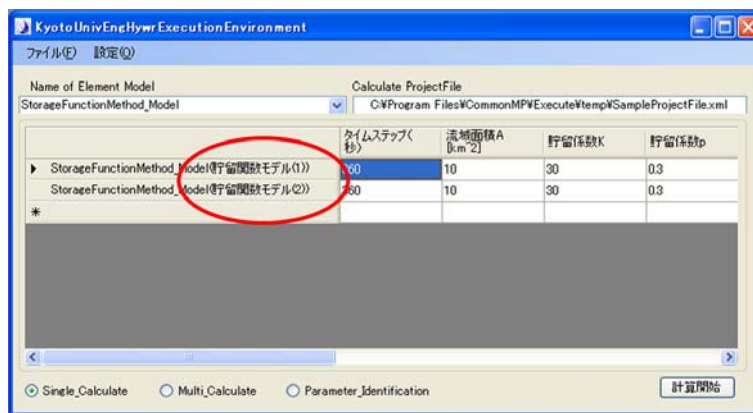 KyotoUnivEngHywrExecutionEnvironment
ファイル(F) 設定(O)
Name of Element Model Calculate ProjectFile
StorageFunctionMethod_Model C:¥Program Files¥CommonMP¥Execute¥temp¥SampleProjectFile.xml
タイムステップ(秒) 流域面積A [km^2] 貯留係数K 貯留係数p
StorageFunctionMethod_Model(貯留関数モデル(1)) 360 10 30 0.3
StorageFunctionMethod_Model(貯留関数モデル(2)) 360 10 30 0.3
Single_Calculate Multi_Calculate Parameter_Identification 計算開始